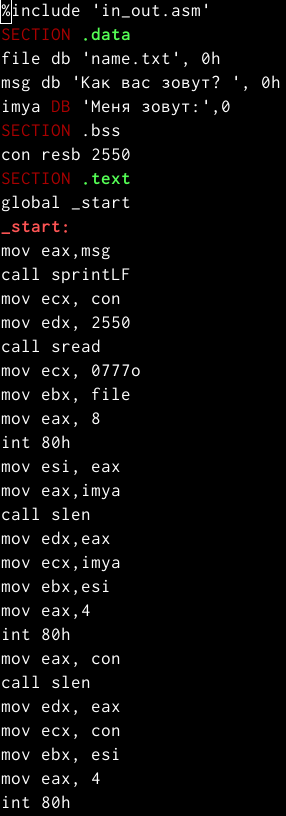 %include 'in_out.asm'
SECTION .data
file db 'name.txt', 0h
msg db 'Как вас зовут? ', 0h
imya DB 'Меня зовут:',0
SECTION .bss
con resb 2550
SECTION .text
global _start
_start:
mov eax,msg
call sprintLF
mov ecx, con
mov edx, 2550
call sread
mov ecx, 0777o
mov ebx, file
mov eax, 8
int 80h
mov esi, eax
mov eax,imya
call slen
mov edx,eax
mov ecx,imya
mov ebx,esi
mov eax,4
int 80h
mov eax, con
call slen
mov edx, eax
mov ecx, con
mov ebx, esi
mov eax, 4
int 80h